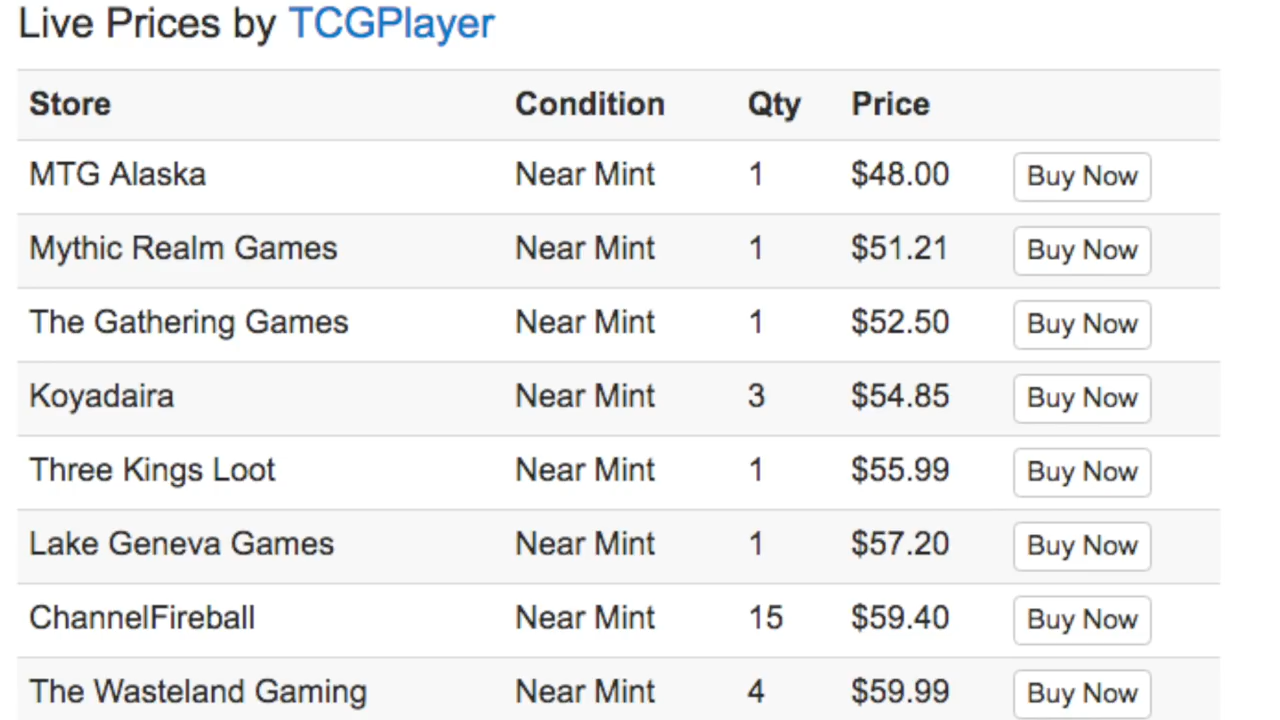 Live Prices by TCGPlayer
Store Condition Qty Price
MTG Alaska Near Mint 1 $48.00 Buy Now
Mythic Realm Games Near Mint 1 $51.21 Buy Now
The Gathering Games Near Mint 1 $52.50 Buy Now
Koyadaira Near Mint 3 $54.85 Buy Now
Three Kings Loot Near Mint 1 $55.99 Buy Now
Lake Geneva Games Near Mint 1 $57.20 Buy Now
ChannelFireball Near Mint 15 $59.40 Buy Now
The Wasteland Gaming Near Mint 4 $59.99 Buy Now